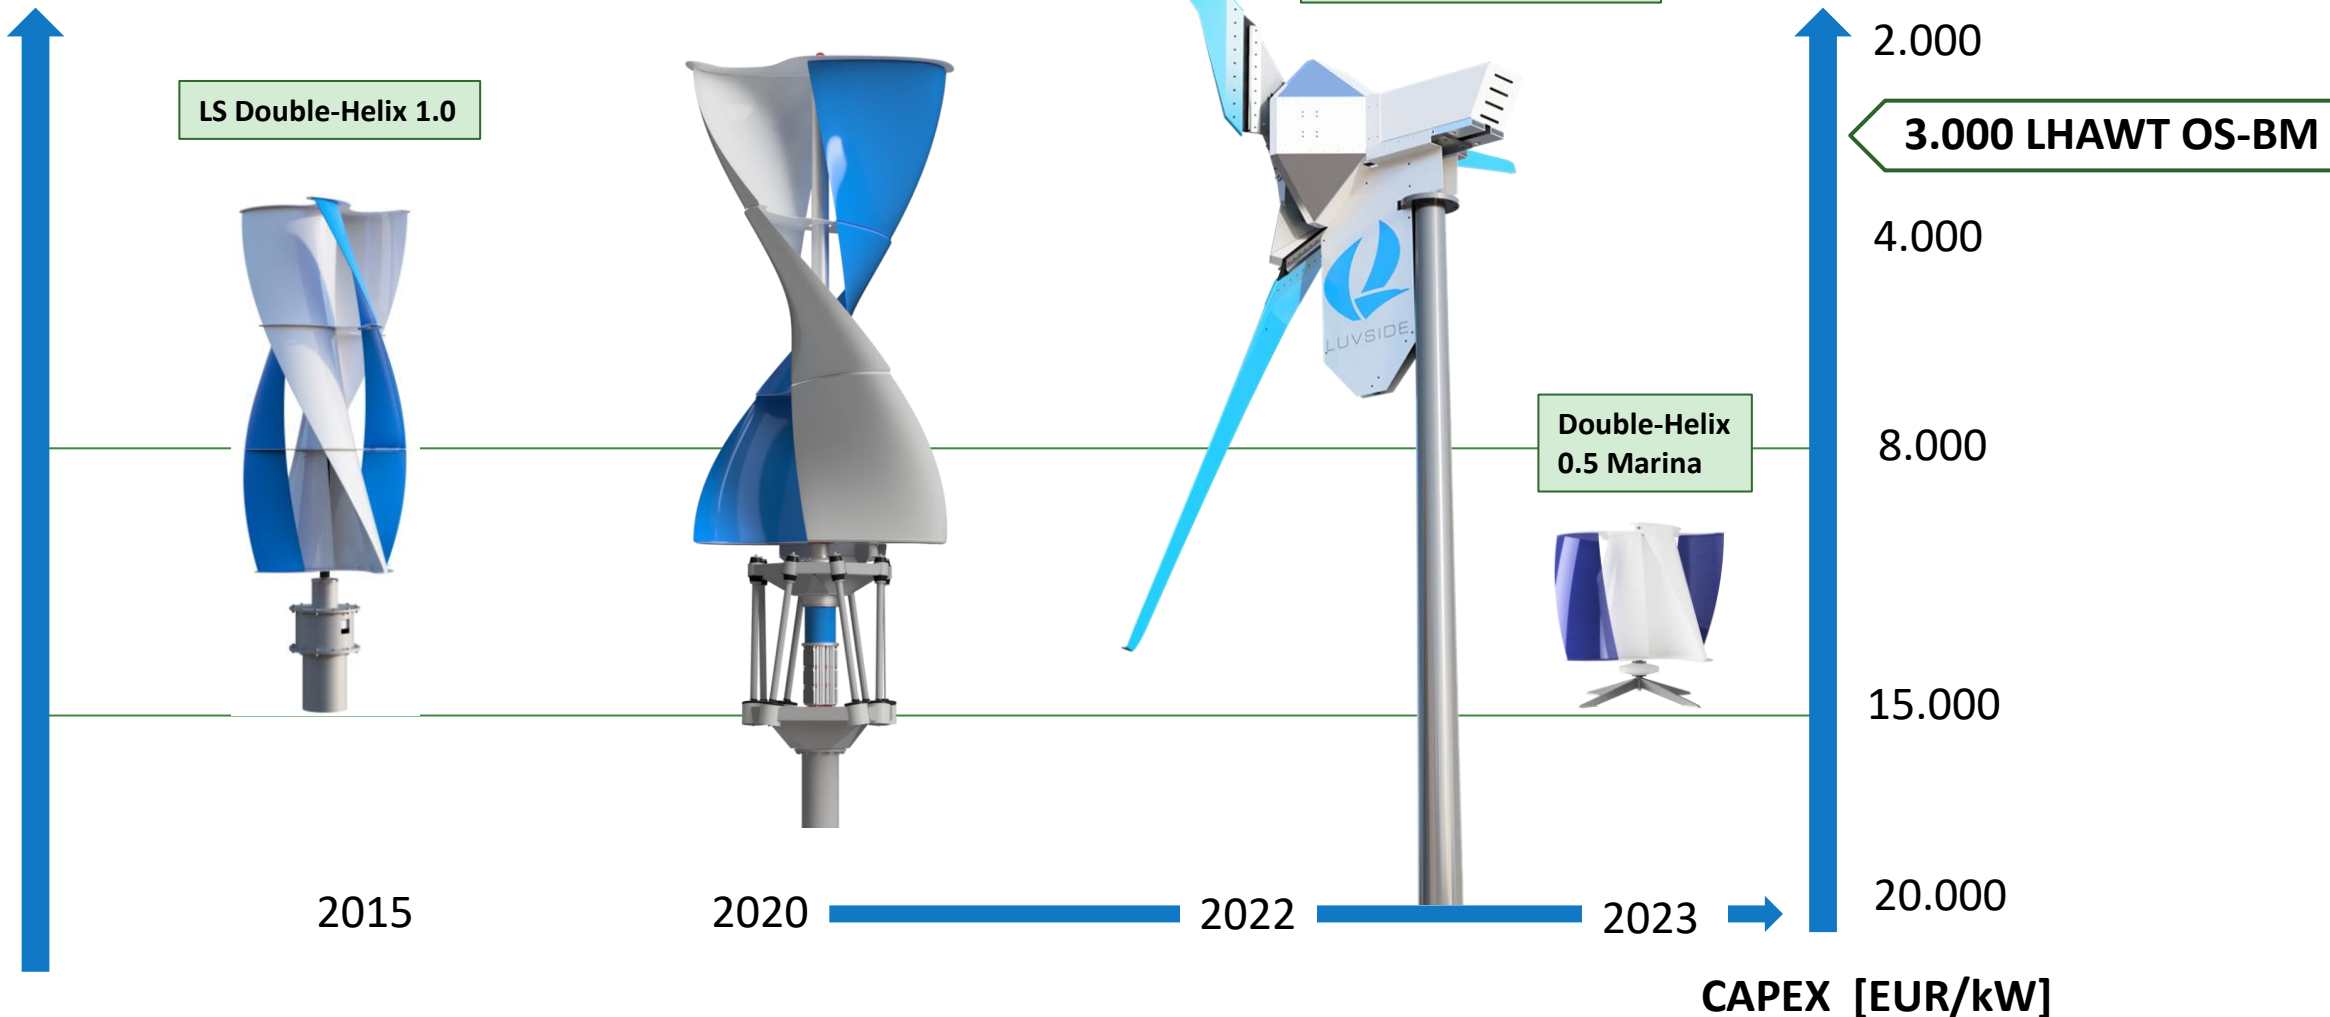 2.000
LS Double-Helix 1.0
3.000 LHAWT OS-BM
4.000
LUVSIDE
Double-Helix
0.5 Marina
8.000
15.000
20.000
2015
2020
2022
2023
CAPEX [EUR/kW]